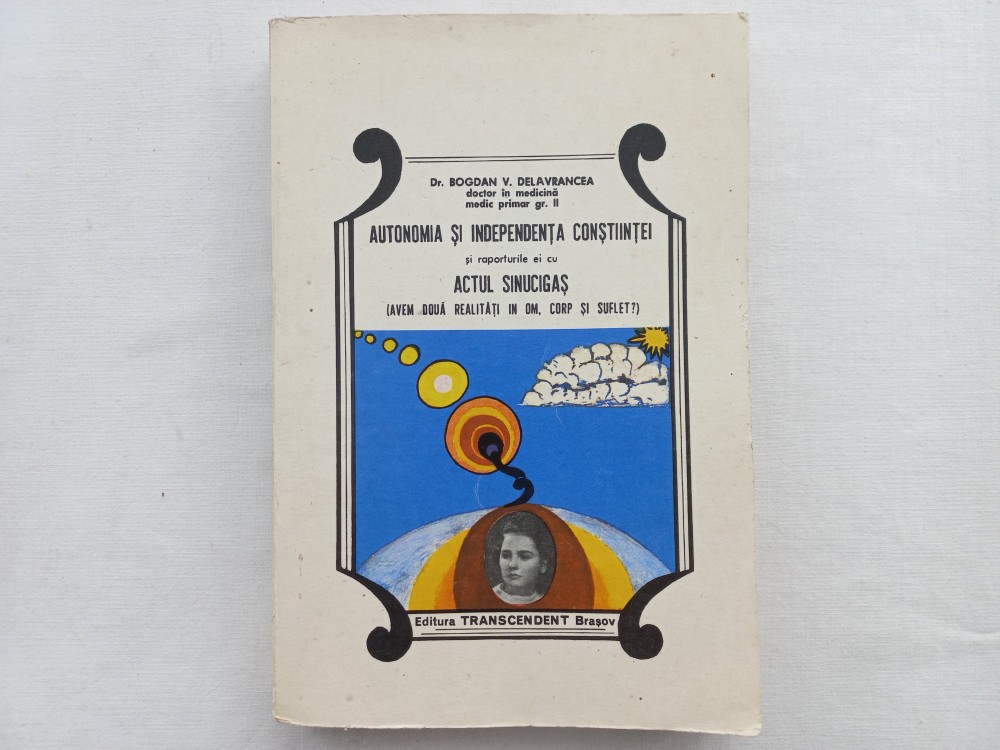 Dr. BOGDAN V. DELAVRANCEA
doctor în medicină
medic primar gr. II
AUTONOMIA ȘI INDEPENDENȚA CONȘTIINȚEI
și raporturile ei cu
ACTUL SINUCIGAȘ
(AVEM DOUĂ REALITĂȚI IN OM, CORP ȘI SUFLET?)
Editura TRANSCENDENT Brașov